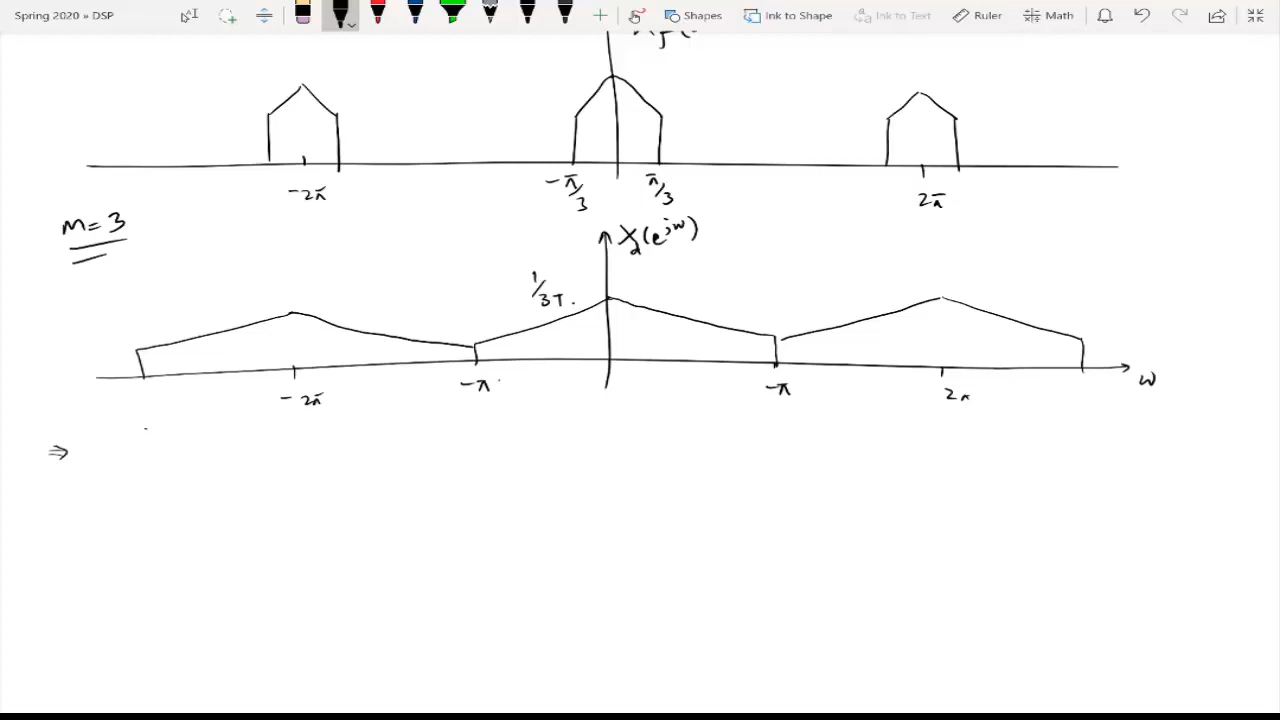 Spring 2020 » DSP
Shapes
Ink to Shape
Ink to Text
Ruler
Math
-2π
-π/3
π/3
2π
M=3
X_d(e^{jω})
1/3T.
-2π
-π
-π
2π
ω
⇒